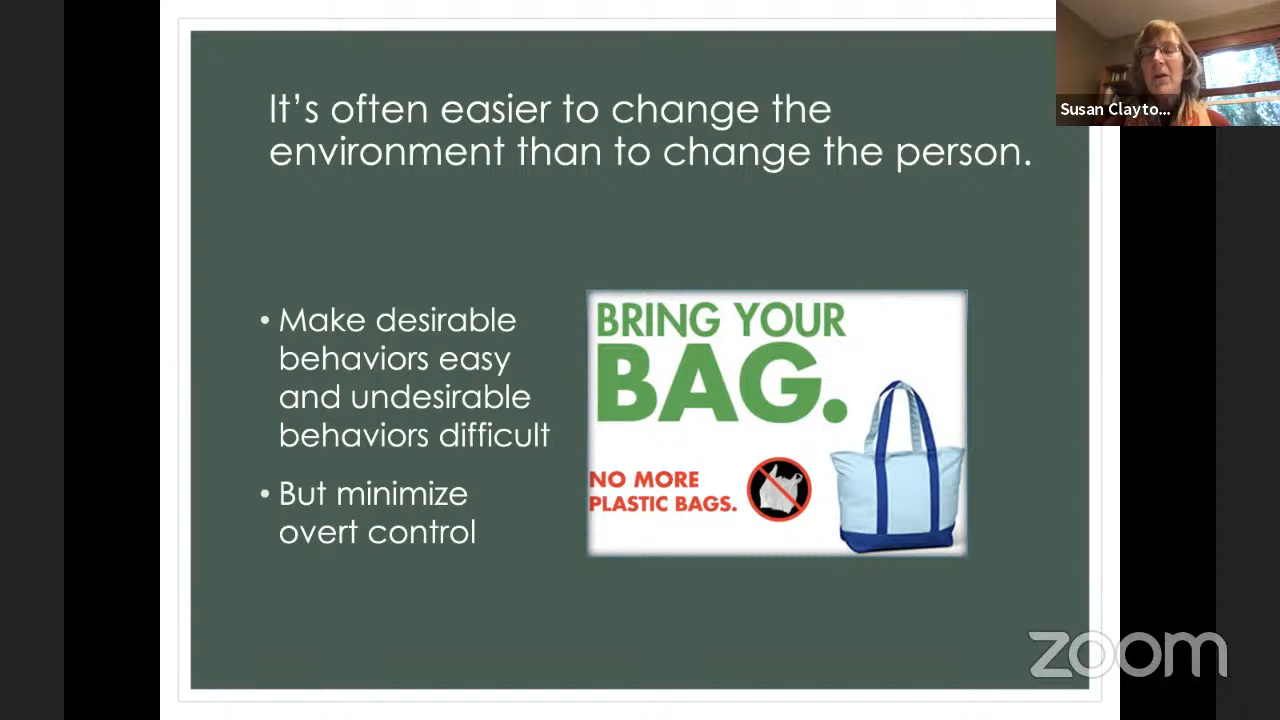 It's often easier to change the
environment than to change the person.
• Make desirable
behaviors easy
and undesirable
behaviors difficult
• But minimize
overt control
BRING YOUR
BAG.
NO MORE
PLASTIC BAGS.
Susan Clayto...
zoom